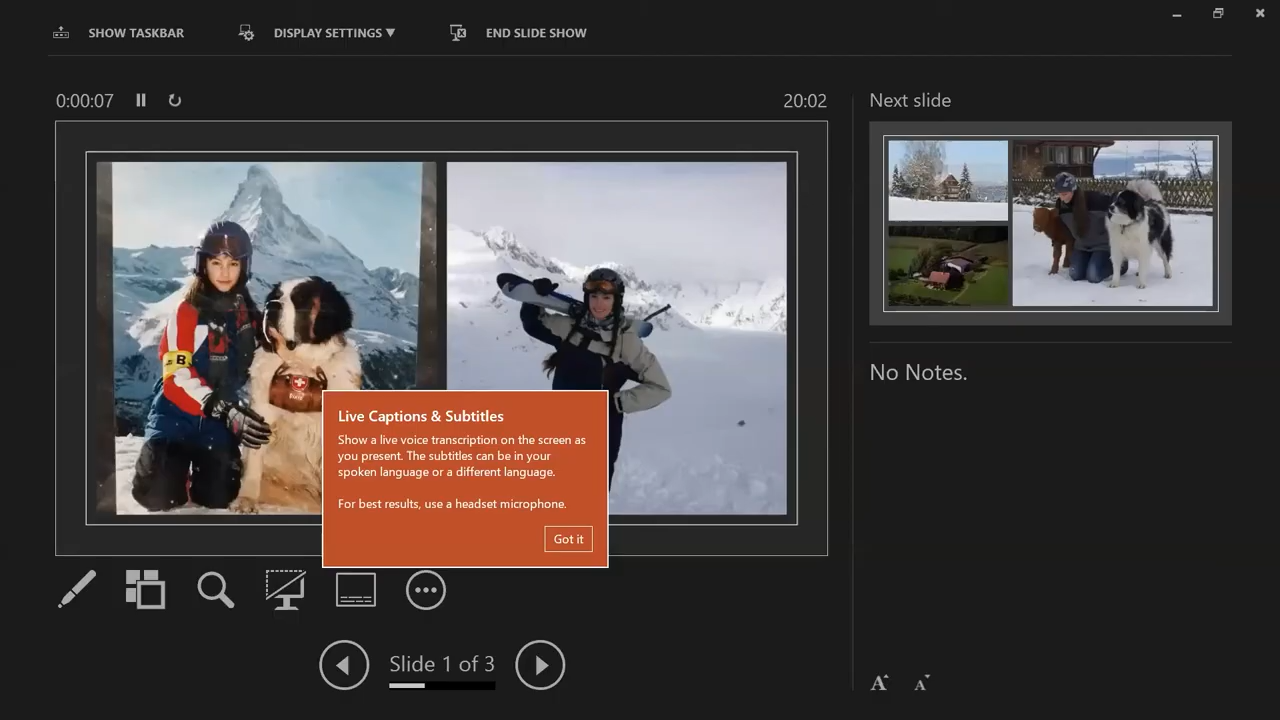 SHOW TASKBAR
DISPLAY SETTINGS ▼
END SLIDE SHOW
0:00:07
20:02
Next slide
B
Live Captions & Subtitles
Show a live voice transcription on the screen as
you present. The subtitles can be in your
spoken language or a different language.
For best results, use a headset microphone.
Got it
No Notes.
Slide 1 of 3
A
A